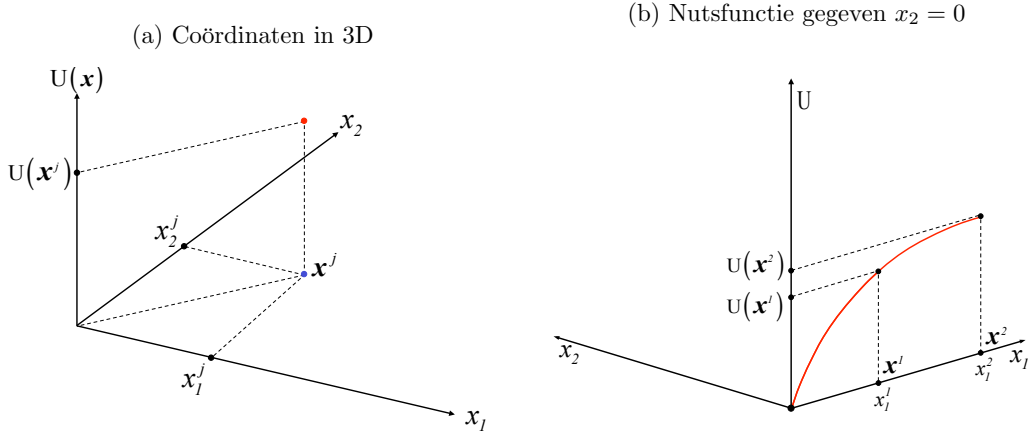 (a) Coördinaten in 3D
U(x)
x₂
U(xʲ)
x₂ʲ
xʲ
x₁ʲ
x₁
(b) Nutsfunctie gegeven x₂ = 0
U
U(x²)
U(x¹)
x₂
x²
x₁
x¹
x₁²
x₁¹